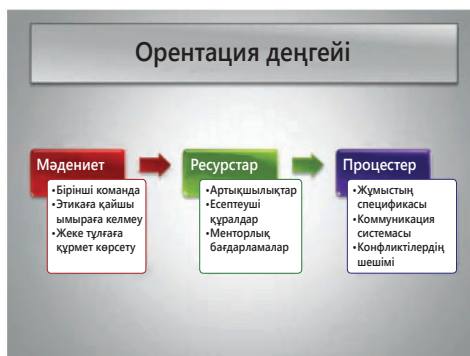 Орентация деңгейі
Мәдениет
•Бірінші команда
•Этикаға қайшы
ымыраға келмеу
•Жеке тұлғаға
құрмет көрсету
Ресурстар
•Артықшылықтар
•Есептеуші
құралдар
•Менторлық
бағдарламалар
Процестер
•Жұмыстың
спецификасы
•Коммуникация
системасы
•Конфликтілердің
шешімі